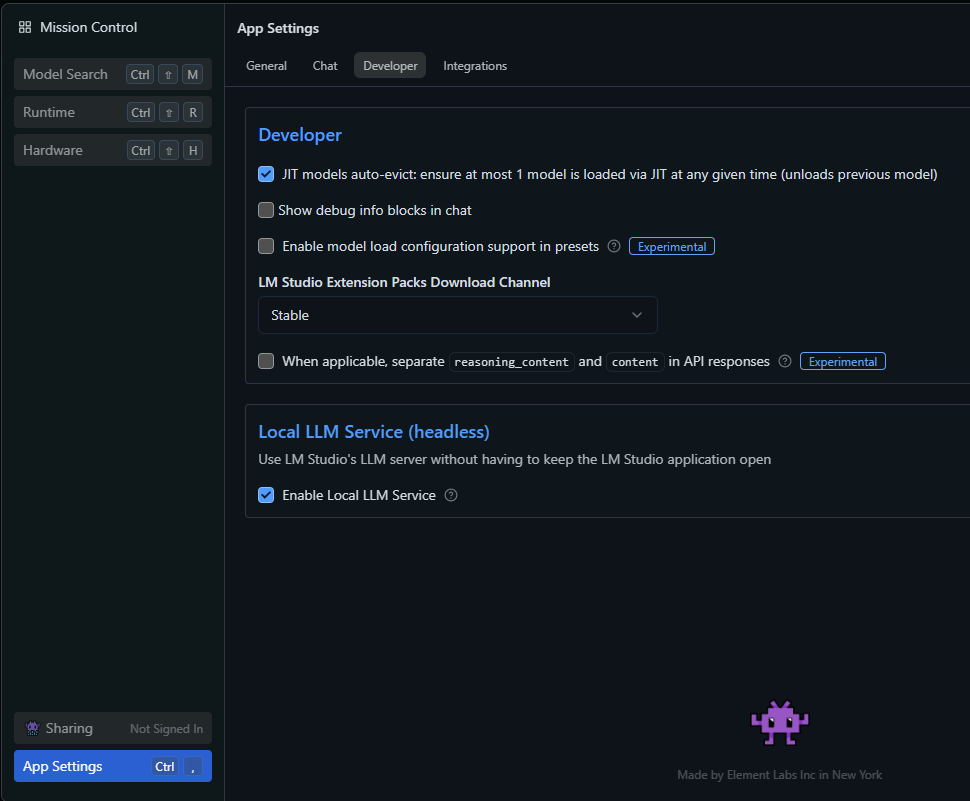 Mission Control
Model Search Ctrl ⇧ M
Runtime Ctrl ⇧ R
Hardware Ctrl ⇧ H
Sharing Not Signed In
App Settings Ctrl ,
App Settings
General Chat Developer Integrations
Developer
JIT models auto-evict: ensure at most 1 model is loaded via JIT at any given time (unloads previous model)
Show debug info blocks in chat
Enable model load configuration support in presets ? Experimental
LM Studio Extension Packs Download Channel
Stable
When applicable, separate reasoning_content and content in API responses ? Experimental
Local LLM Service (headless)
Use LM Studio's LLM server without having to keep the LM Studio application open
Enable Local LLM Service ?
Made by Element Labs Inc in New York